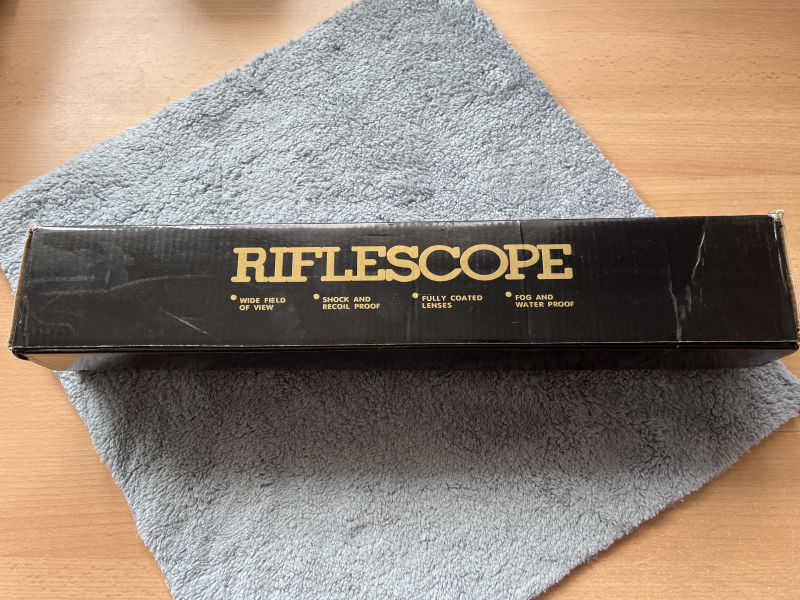 RIFLESCOPE
WIDE FIELD
OF VIEW
SHOCK AND
RECOIL PROOF
FULLY COATED
LENSES
FOG AND
WATER PROOF